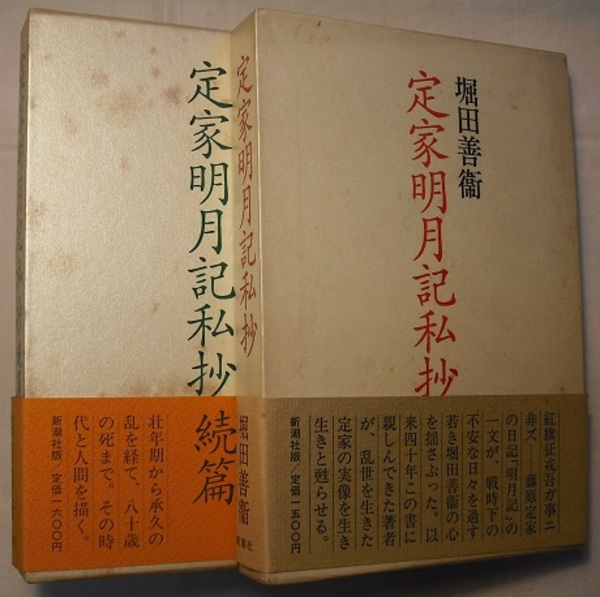 堀田善衞
定家明月記私抄
紅旗征戎吾ガ事ニ
非ズ――藤原定家
の日記『明月記』の
一文が、戦時下の
不安な日々を過す
若き堀田善衞の心
を揺さぶった。以
来四十年この書に
親しんできた著者
が、乱世を生きた
定家の実像を生き
生きと甦らせる。
新潮社版/定価一五〇〇円
定家明月記私抄
堀田善衞
新潮社
定家明月記私抄
続篇
壮年期から承久の
乱を経て、八十歳
の死まで。その時
代と人間を描く。
新潮社版/定価一六〇〇円